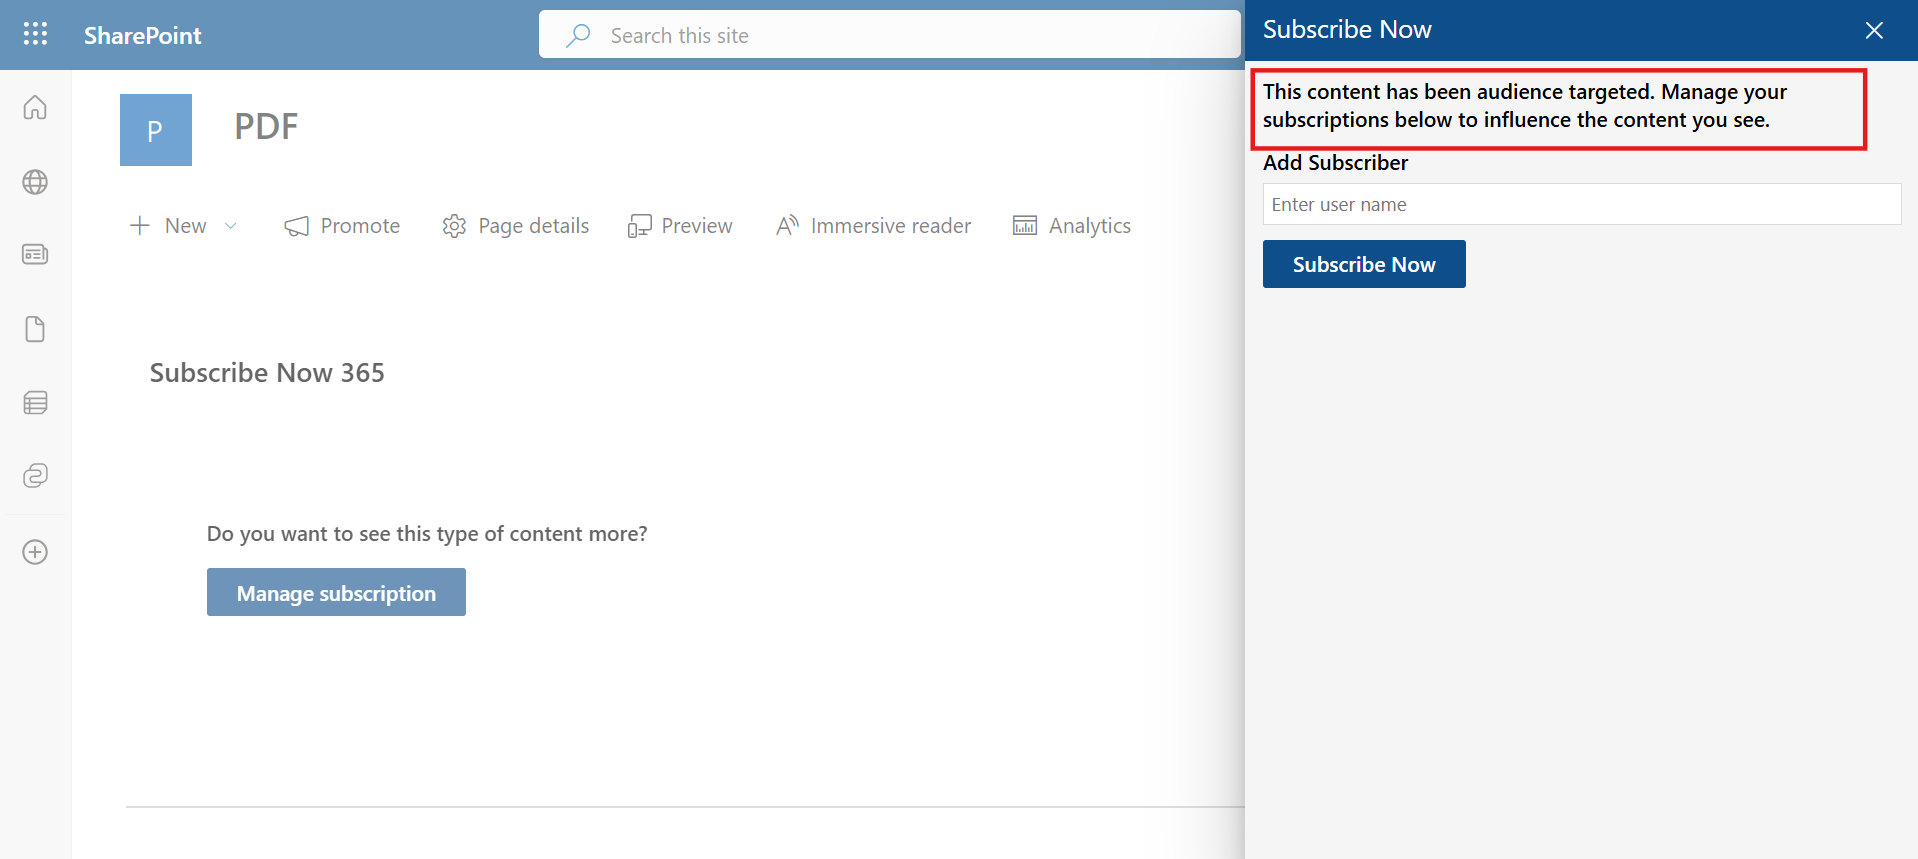 SharePoint
Search this site
Subscribe Now
This content has been audience targeted. Manage your
subscriptions below to influence the content you see.
Add Subscriber
Enter user name
Subscribe Now
P
PDF
New
Promote
Page details
Preview
Immersive reader
Analytics
Subscribe Now 365
Do you want to see this type of content more?
Manage subscription